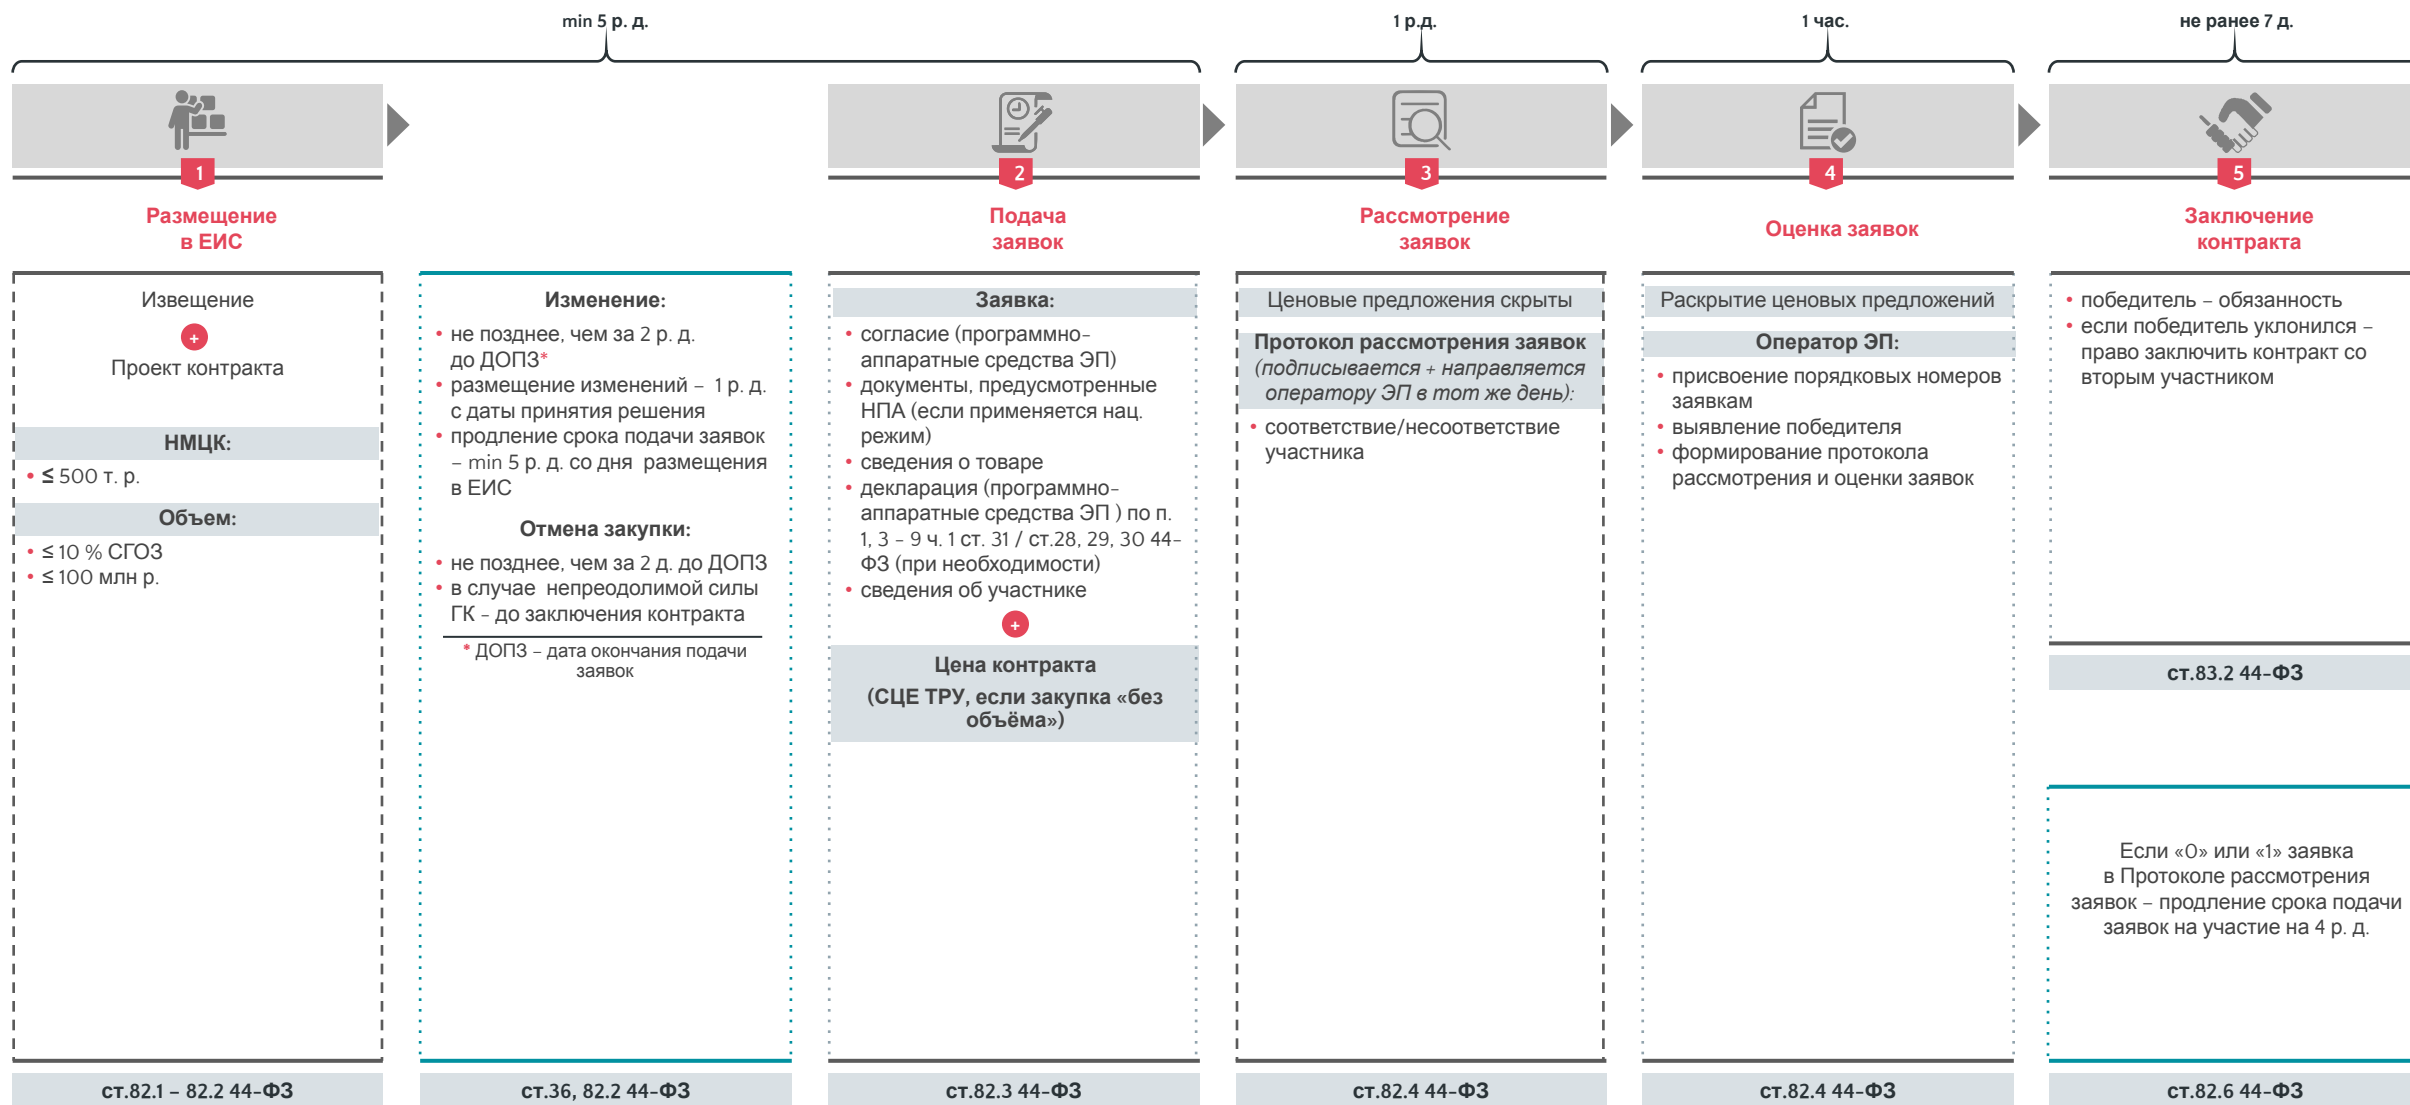 min 5 р. д.
1 р.д.
1 час.
не ранее 7 д.
1
2
3
4
5
Размещение
в ЕИС
Подача
заявок
Рассмотрение
заявок
Оценка заявок
Заключение
контракта
Извещение
+
Проект контракта
НМЦК:
• ≤ 500 т. р.
Объем:
• ≤ 10 % СГОЗ
• ≤ 100 млн р.
ст.82.1 – 82.2 44-ФЗ
Изменение:
• не позднее, чем за 2 р. д.
до ДОПЗ*
• размещение изменений – 1 р. д.
с даты принятия решения
• продление срока подачи заявок
– min 5 р. д. со дня размещения
в ЕИС
Отмена закупки:
• не позднее, чем за 2 д. до ДОПЗ
• в случае непреодолимой силы
ГК – до заключения контракта
* ДОПЗ – дата окончания подачи
заявок
ст.36, 82.2 44-ФЗ
Заявка:
• согласие (программно-
аппаратные средства ЭП)
• документы, предусмотренные
НПА (если применяется нац.
режим)
• сведения о товаре
• декларация (программно-
аппаратные средства ЭП ) по п.
1, 3 – 9 ч. 1 ст. 31 / ст.28, 29, 30 44-
ФЗ (при необходимости)
• сведения об участнике
+
Цена контракта
(СЦЕ ТРУ, если закупка «без
объёма»)
ст.82.3 44-ФЗ
Ценовые предложения скрыты
Протокол рассмотрения заявок
(подписывается + направляется
оператору ЭП в тот же день):
• соответствие/несоответствие
участника
ст.82.4 44-ФЗ
Раскрытие ценовых предложений
Оператор ЭП:
• присвоение порядковых номеров
заявкам
• выявление победителя
• формирование протокола
рассмотрения и оценки заявок
ст.82.4 44-ФЗ
• победитель – обязанность
• если победитель уклонился –
право заключить контракт со
вторым участником
ст.83.2 44-ФЗ
Если «0» или «1» заявка
в Протоколе рассмотрения
заявок – продление срока подачи
заявок на участие на 4 р. д.
ст.82.6 44-ФЗ